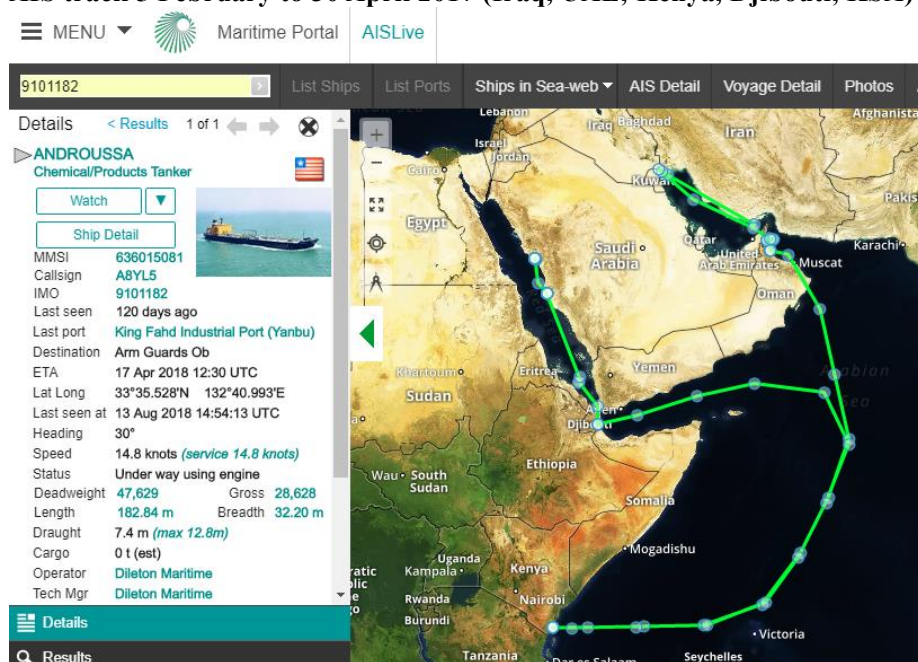 AIS track 3 February to 30 April 2017 (Iraq, UAE, Kenya, Djibouti, KSA)
MENU
Maritime Portal
AISLive
9101182
List Ships
List Ports
Ships in Sea-web
AIS Detail
Voyage Detail
Photos
Details
< Results
1 of 1
ANDROUSSA
Chemical/Products Tanker
Watch
Ship Detail
MMSI 636015081
Callsign A8YL5
IMO 9101182
Last seen 120 days ago
Last port King Fahd Industrial Port (Yanbu)
Destination Arm Guards Ob
ETA 17 Apr 2018 12:30 UTC
Lat Long 33°35.528'N 132°40.993'E
Last seen at 13 Aug 2018 14:54:13 UTC
Heading 30°
Speed 14.8 knots (service 14.8 knots)
Status Under way using engine
Deadweight 47,629 Gross 28,628
Length 182.84 m Breadth 32.20 m
Draught 7.4 m (max 12.8m)
Cargo 0 t (est)
Operator Dileton Maritime
Tech Mgr Dileton Maritime
Details
Results
Lebanon
Iraq
Baghdad
Iran
Afghanista
Israel
Jordan
Cairo
Kuwait
Pakis
Egypt
Saudi
Arabia
Qatar
United
Arab Emirates
Muscat
Karachi
Oman
Khartoum
Eritrea
Yemen
Arabian
Sea
Sudan
Aden
Djibouti
Ethiopia
Wau
South
Sudan
Somalia
Mogadishu
Uganda
Kampala
Kenya
ratic
blic
e
go
Rwanda
Nairobi
Burundi
Victoria
Tanzania
Dar es Salaam
Seychelles